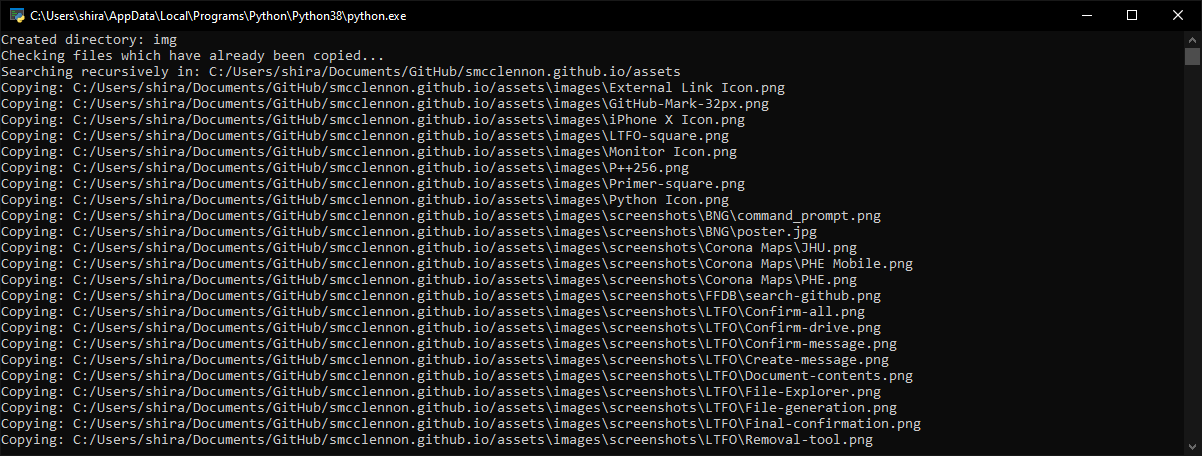 C:\Users\shira\AppData\Local\Programs\Python\Python38\python.exe
Created directory: img
Checking files which have already been copied...
Searching recursively in: C:/Users/shira/Documents/GitHub/smcclennon.github.io/assets
Copying: C:/Users/shira/Documents/GitHub/smcclennon.github.io/assets\images\External Link Icon.png
Copying: C:/Users/shira/Documents/GitHub/smcclennon.github.io/assets\images\GitHub-Mark-32px.png
Copying: C:/Users/shira/Documents/GitHub/smcclennon.github.io/assets\images\iPhone X Icon.png
Copying: C:/Users/shira/Documents/GitHub/smcclennon.github.io/assets\images\LTFO-square.png
Copying: C:/Users/shira/Documents/GitHub/smcclennon.github.io/assets\images\Monitor Icon.png
Copying: C:/Users/shira/Documents/GitHub/smcclennon.github.io/assets\images\P++256.png
Copying: C:/Users/shira/Documents/GitHub/smcclennon.github.io/assets\images\Primer-square.png
Copying: C:/Users/shira/Documents/GitHub/smcclennon.github.io/assets\images\Python Icon.png
Copying: C:/Users/shira/Documents/GitHub/smcclennon.github.io/assets\images\screenshots\BNG\command_prompt.png
Copying: C:/Users/shira/Documents/GitHub/smcclennon.github.io/assets\images\screenshots\BNG\poster.jpg
Copying: C:/Users/shira/Documents/GitHub/smcclennon.github.io/assets\images\screenshots\Corona Maps\JHU.png
Copying: C:/Users/shira/Documents/GitHub/smcclennon.github.io/assets\images\screenshots\Corona Maps\PHE Mobile.png
Copying: C:/Users/shira/Documents/GitHub/smcclennon.github.io/assets\images\screenshots\Corona Maps\PHE.png
Copying: C:/Users/shira/Documents/GitHub/smcclennon.github.io/assets\images\screenshots\FFDB\search-github.png
Copying: C:/Users/shira/Documents/GitHub/smcclennon.github.io/assets\images\screenshots\LTFO\Confirm-all.png
Copying: C:/Users/shira/Documents/GitHub/smcclennon.github.io/assets\images\screenshots\LTFO\Confirm-drive.png
Copying: C:/Users/shira/Documents/GitHub/smcclennon.github.io/assets\images\screenshots\LTFO\Confirm-message.png
Copying: C:/Users/shira/Documents/GitHub/smcclennon.github.io/assets\images\screenshots\LTFO\Create-message.png
Copying: C:/Users/shira/Documents/GitHub/smcclennon.github.io/assets\images\screenshots\LTFO\Document-contents.png
Copying: C:/Users/shira/Documents/GitHub/smcclennon.github.io/assets\images\screenshots\LTFO\File-Explorer.png
Copying: C:/Users/shira/Documents/GitHub/smcclennon.github.io/assets\images\screenshots\LTFO\File-generation.png
Copying: C:/Users/shira/Documents/GitHub/smcclennon.github.io/assets\images\screenshots\LTFO\Final-confirmation.png
Copying: C:/Users/shira/Documents/GitHub/smcclennon.github.io/assets\images\screenshots\LTFO\Removal-tool.png